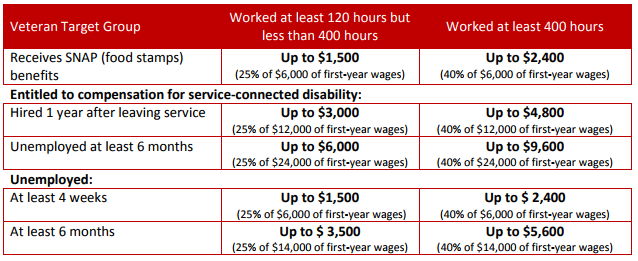 Veteran Target Group
Worked at least 120 hours but
less than 400 hours
Worked at least 400 hours
Receives SNAP (food stamps)
benefits
Up to $1,500
(25% of $6,000 of first-year wages)
Up to $2,400
(40% of $6,000 of first-year wages)
Entitled to compensation for service-connected disability:
Hired 1 year after leaving service
Up to $3,000
(25% of $12,000 of first-year wages)
Up to $4,800
(40% of $12,000 of first-year wages)
Unemployed at least 6 months
Up to $6,000
(25% of $24,000 of first-year wages)
Up to $9,600
(40% of $24,000 of first-year wages)
Unemployed:
At least 4 weeks
Up to $1,500
(25% of $6,000 of first-year wages)
Up to $ 2,400
(40% of $6,000 of first-year wages)
At least 6 months
Up to $ 3,500
(25% of $14,000 of first-year wages)
Up to $5,600
(40% of $14,000 of first-year wages)